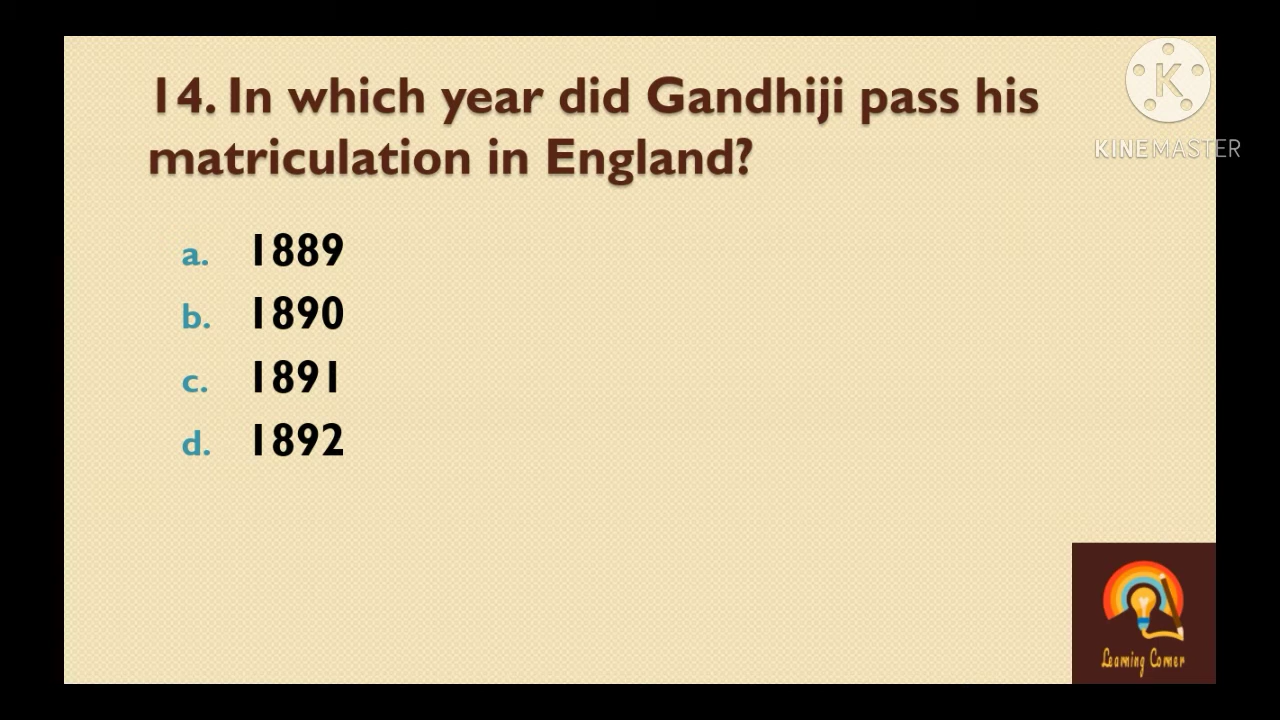 14. In which year did Gandhiji pass his
matriculation in England?
a. 1889
b. 1890
c. 1891
d. 1892
K
KINEMASTER
Learning Corner